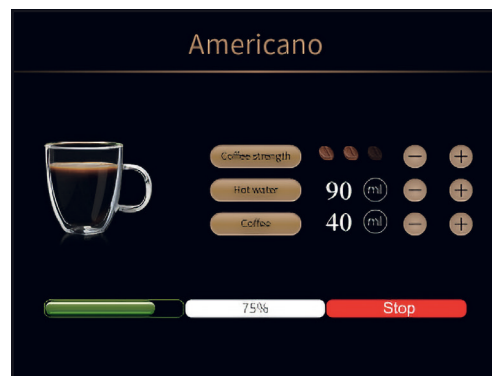 Americano
Coffee strength
Hot water 90 ml
Coffee 40 ml
75% Stop